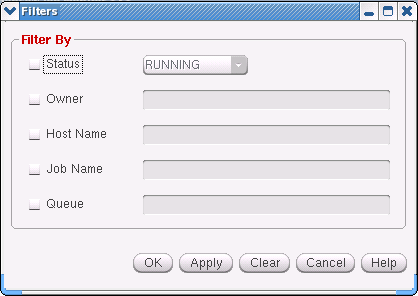 Filters
Filter By
Status RUNNING
Owner
Host Name
Job Name
Queue
OK Apply Clear Cancel Help